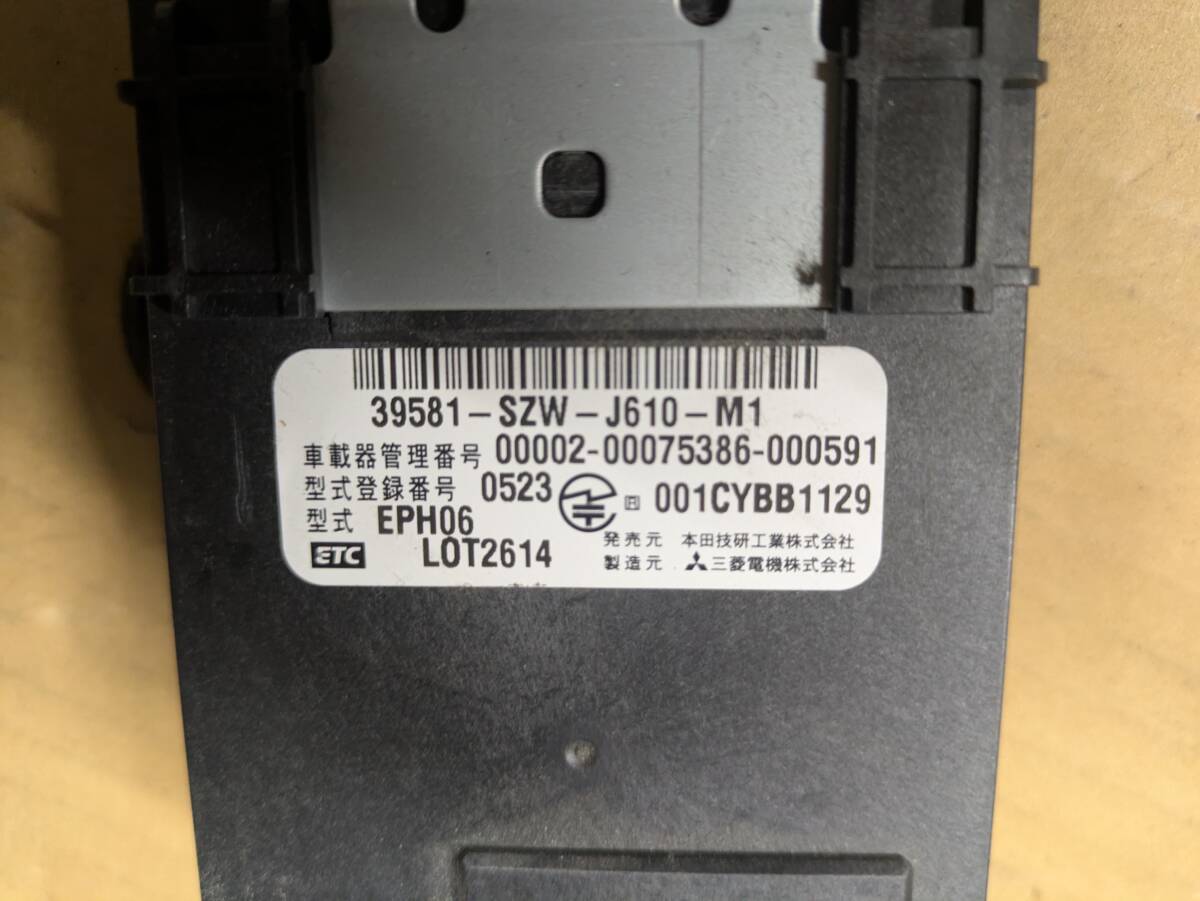 39581-SZW-J610-M1
車載器管理番号 00002-00075386-000591
型式登録番号 0523 R 001CYBB1129
型式 EPH06
発売元 本田技研工業株式会社
ETC LOT2614
製造元 三菱電機株式会社